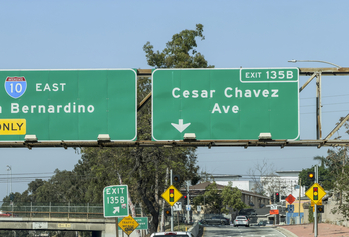 10 EAST
n Bernardino
ONLY
EXIT 135B
Cesar Chavez
Ave
EXIT
135B